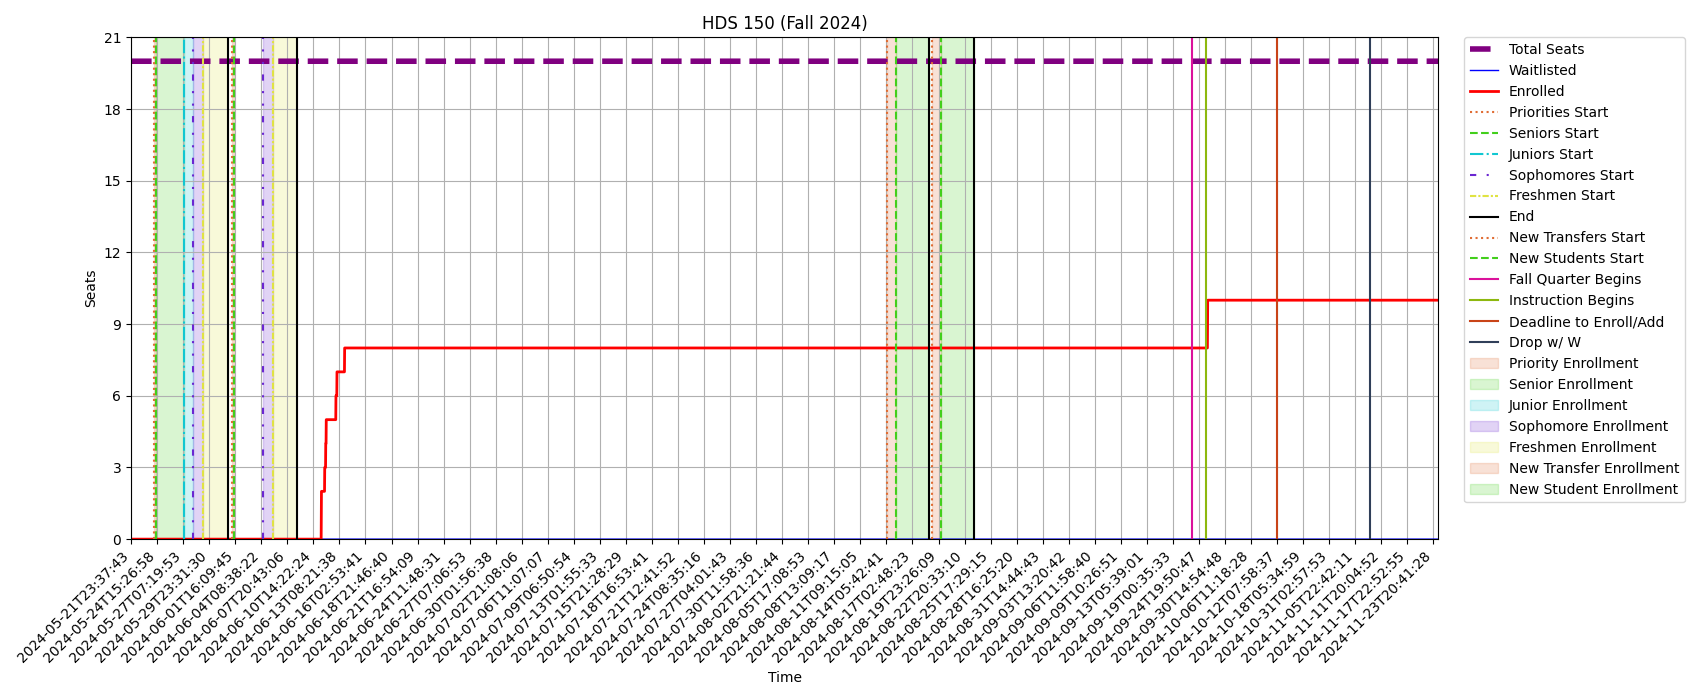 HDS 150 (Fall 2024)
21
18
15
12
9
6
3
0
Seats
2024-05-21T23:37:43
2024-05-24T15:26:58
2024-05-27T07:19:53
2024-05-29T23:31:30
2024-06-01T16:09:45
2024-06-04T08:38:22
2024-06-07T20:43:06
2024-06-10T14:22:24
2024-06-13T08:21:38
2024-06-16T02:53:41
2024-06-18T21:46:40
2024-06-21T16:54:09
2024-06-24T11:48:31
2024-06-27T07:06:53
2024-06-30T01:56:38
2024-07-02T21:08:06
2024-07-06T11:07:07
2024-07-09T06:50:54
2024-07-13T01:55:33
2024-07-15T21:28:29
2024-07-18T16:53:41
2024-07-21T12:41:52
2024-07-24T08:35:16
2024-07-27T04:01:43
2024-07-30T11:58:36
2024-08-02T21:21:44
2024-08-05T17:08:53
2024-08-08T13:09:17
2024-08-11T09:15:05
2024-08-14T05:42:41
2024-08-17T02:48:23
2024-08-19T23:26:09
2024-08-22T20:33:10
2024-08-25T17:29:15
2024-08-28T16:25:20
2024-08-31T14:44:43
2024-09-03T13:20:42
2024-09-06T11:58:40
2024-09-09T10:26:51
2024-09-13T05:39:01
2024-09-19T00:35:33
2024-09-24T19:50:47
2024-09-30T14:54:48
2024-10-06T11:18:28
2024-10-12T07:58:37
2024-10-18T05:34:59
2024-10-31T02:57:53
2024-11-05T22:42:11
2024-11-11T20:04:52
2024-11-17T22:52:55
2024-11-23T20:41:28
Time
Total Seats
Waitlisted
Enrolled
Priorities Start
Seniors Start
Juniors Start
Sophomores Start
Freshmen Start
End
New Transfers Start
New Students Start
Fall Quarter Begins
Instruction Begins
Deadline to Enroll/Add
Drop w/ W
Priority Enrollment
Senior Enrollment
Junior Enrollment
Sophomore Enrollment
Freshmen Enrollment
New Transfer Enrollment
New Student Enrollment